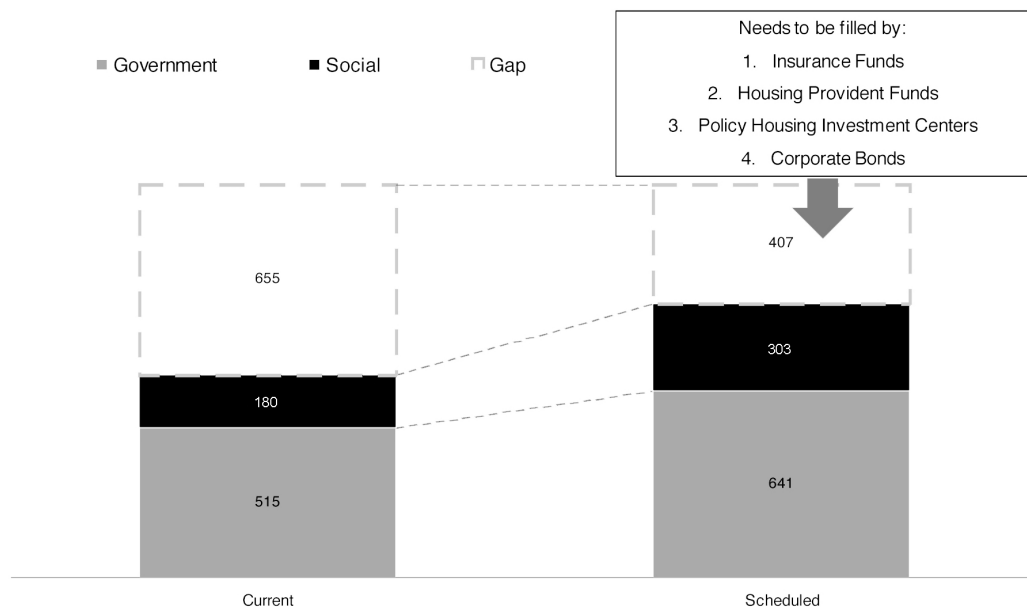 Needs to be filled by:
1. Insurance Funds
2. Housing Provident Funds
3. Policy Housing Investment Centers
4. Corporate Bonds
Government
Social
Gap
655
407
180
303
515
641
Current
Scheduled